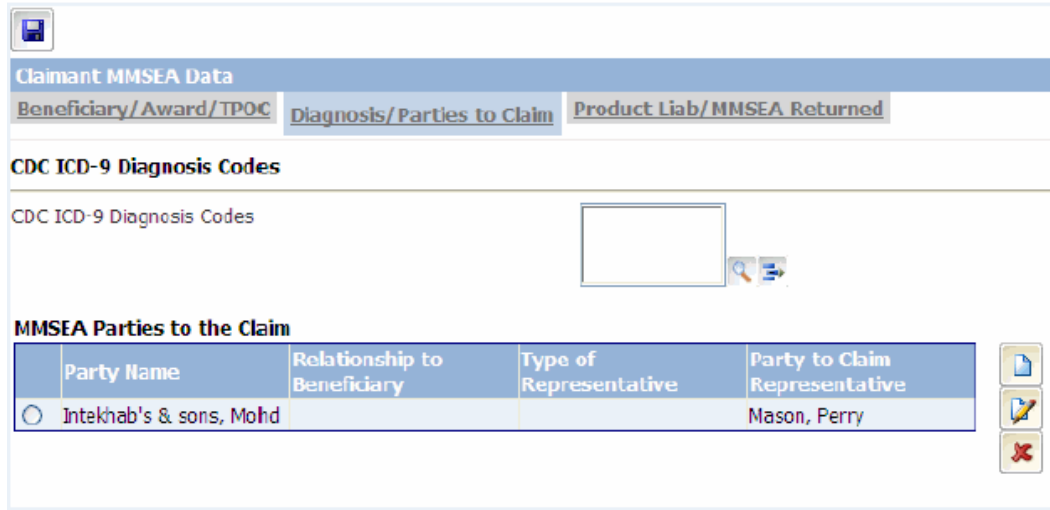 Claimant MMSEA Data
Beneficiary/Award/TPOC Diagnosis/Parties to Claim Product Liab/MMSEA Returned
CDC ICD-9 Diagnosis Codes
CDC ICD-9 Diagnosis Codes
MMSEA Parties to the Claim
Party Name Relationship to Beneficiary Type of Representative Party to Claim Representative
Intekhab's & sons, Mohd Mason, Perry